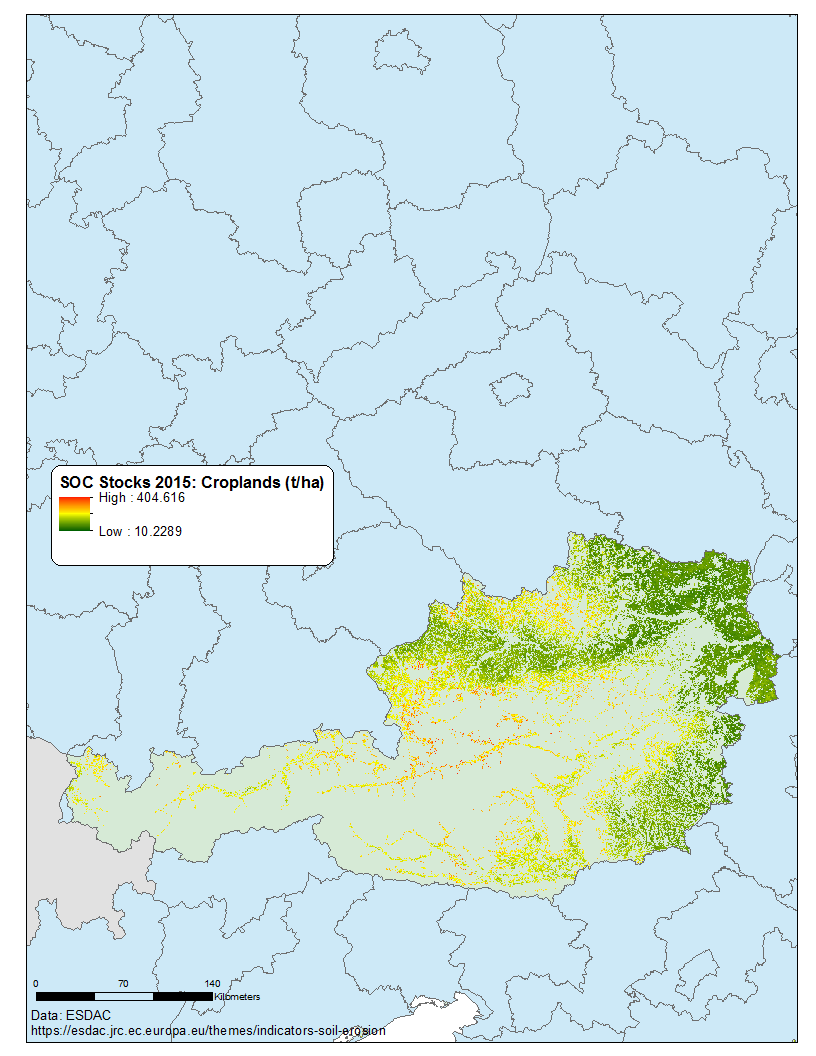 SOC Stocks 2015: Croplands (t/ha)
High : 404.616
Low : 10.2289
0 70 140
Kilometers
Data: ESDAC
https://esdac.jrc.ec.europa.eu/themes/indicators-soil-erosion